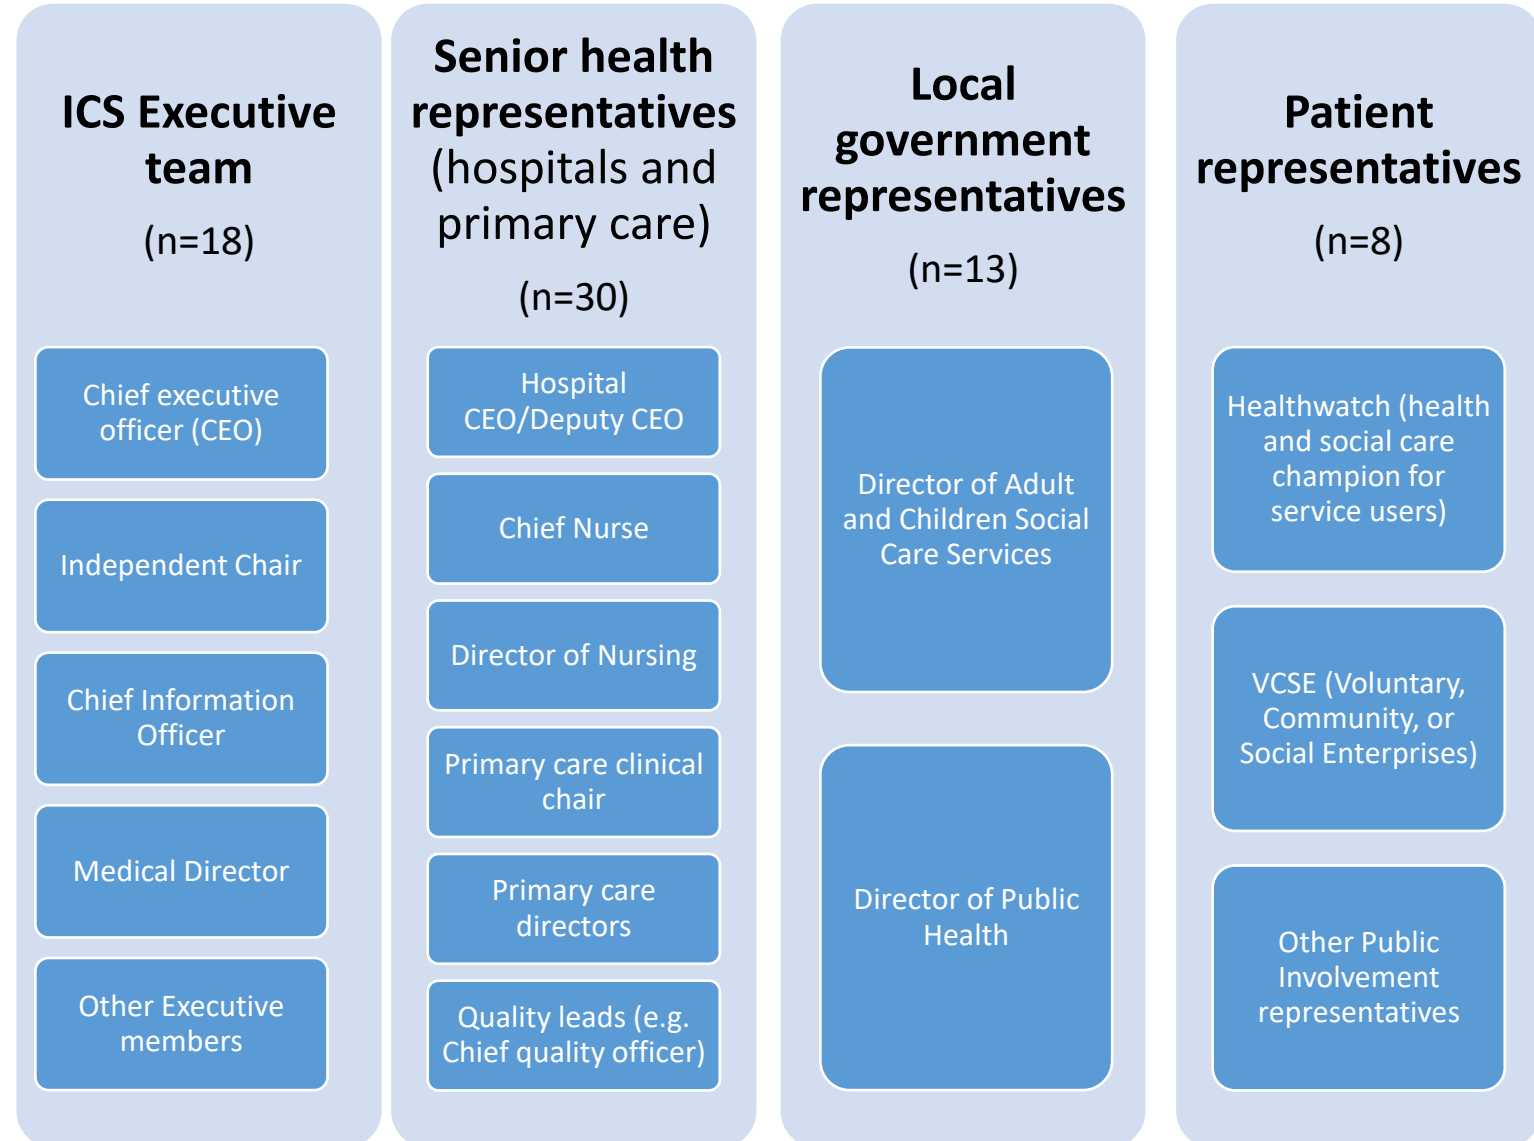 ICS Executive
team
(n=18)
Chief executive
officer (CEO)
Independent Chair
Chief Information
Officer
Medical Director
Other Executive
members
Senior health
representatives
(hospitals and
primary care)
(n=30)
Hospital
CEO/Deputy CEO
Chief Nurse
Director of Nursing
Primary care clinical
chair
Primary care
directors
Quality leads (e.g.
Chief quality officer)
Local
government
representatives
(n=13)
Director of Adult
and Children Social
Care Services
Director of Public
Health
Patient
representatives
(n=8)
Healthwatch (health
and social care
champion for
service users)
VCSE (Voluntary,
Community, or
Social Enterprises)
Other Public
Involvement
representatives